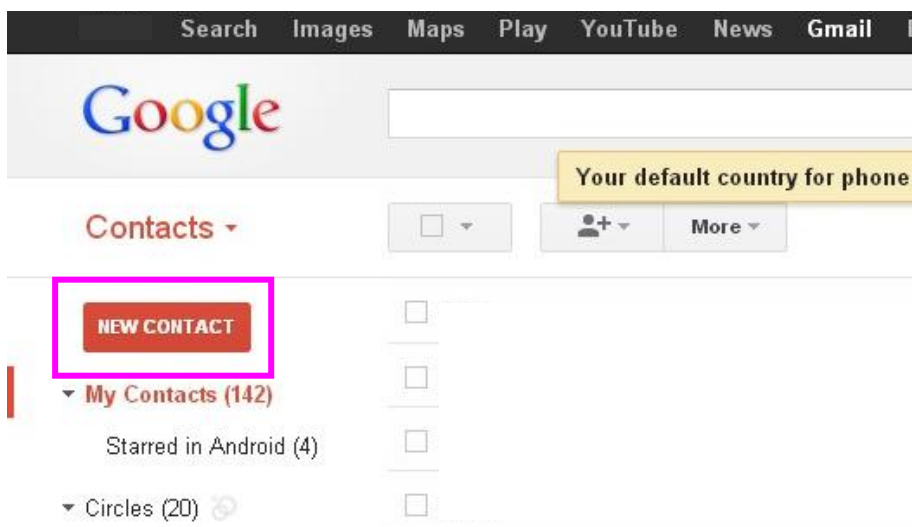 Search Images Maps Play YouTube News Gmail
Google
Your default country for phone
Contacts
More
NEW CONTACT
My Contacts (142)
Starred in Android (4)
Circles (20)